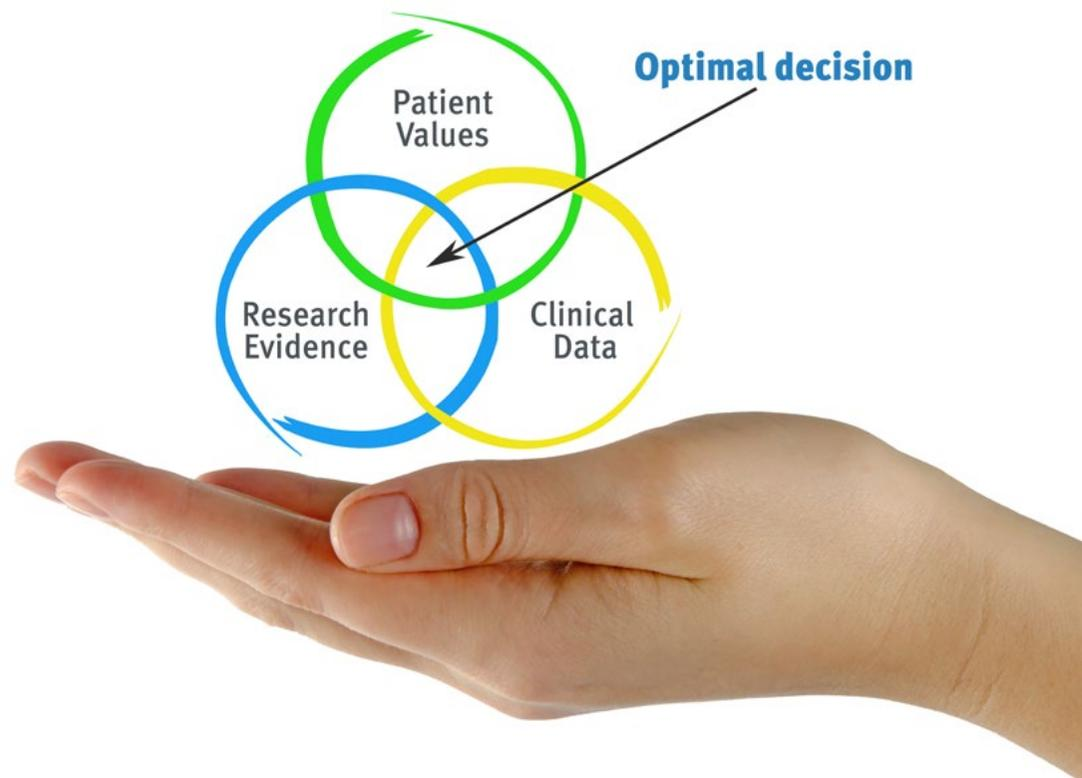 Optimal decision
Patient
Values
Research
Evidence
Clinical
Data